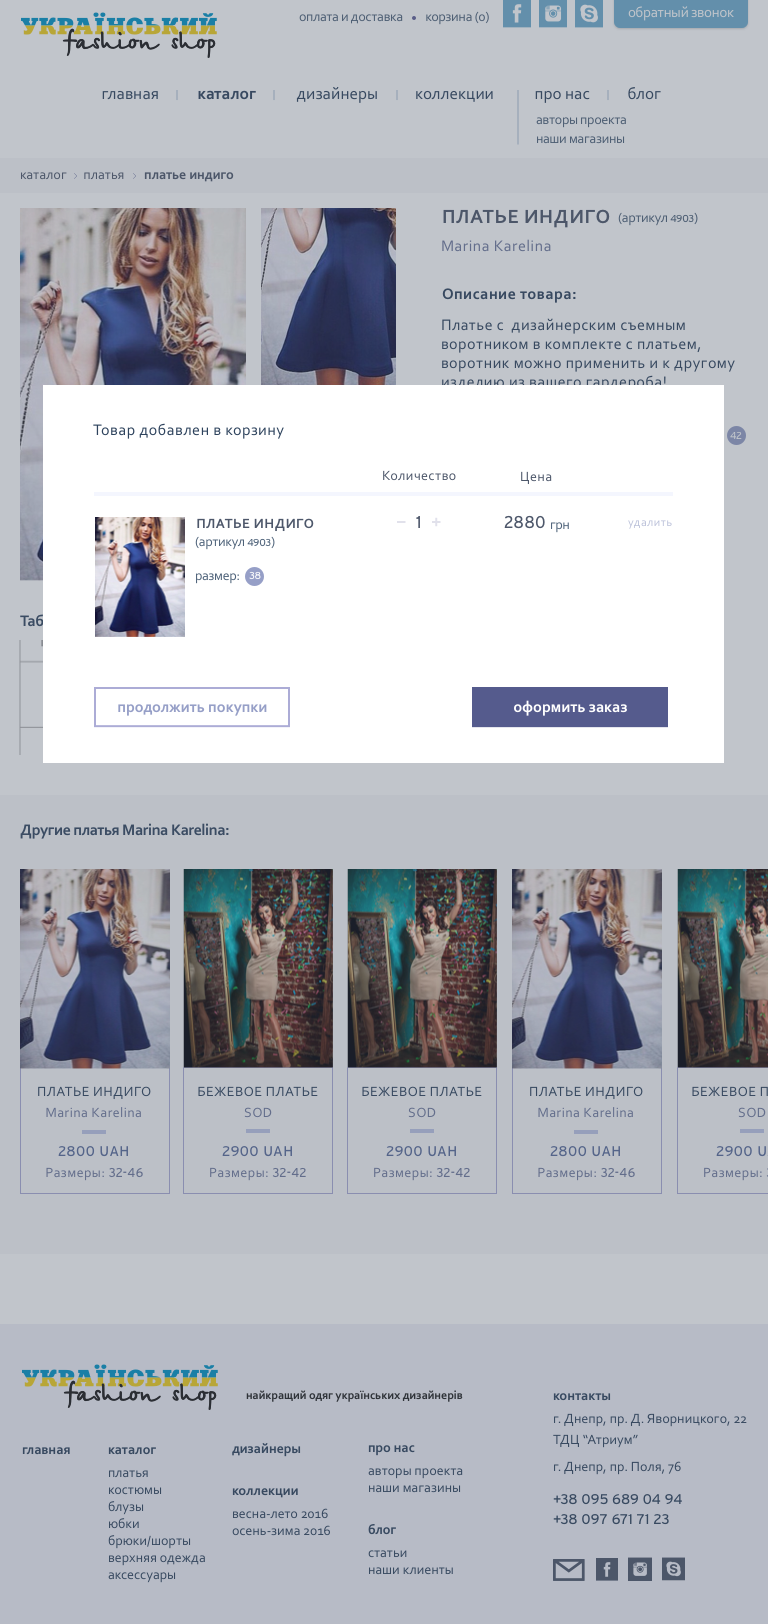 УКРАЇНСЬКИЙ
fashion shop
оплата и доставка • корзина (0)
обратный звонок
главная | каталог | дизайнеры | коллекции | про нас | блог
авторы проекта
наши магазины
каталог › платья › платье индиго
ПЛАТЬЕ ИНДИГО (артикул 4903)
Marina Karelina
Описание товара:
Платье с дизайнерским съемным
воротником в комплекте с платьем,
воротник можно применить и к другому
изделию из вашего гардероба!
42
Товар добавлен в корзину
Количество Цена
ПЛАТЬЕ ИНДИГО − 1 + 2880 грн удалить
(артикул 4903)
размер: 38
Таб
продолжить покупки оформить заказ
Другие платья Marina Karelina:
ПЛАТЬЕ ИНДИГО БЕЖЕВОЕ ПЛАТЬЕ БЕЖЕВОЕ ПЛАТЬЕ ПЛАТЬЕ ИНДИГО БЕЖЕВОЕ П
Marina Karelina SOD SOD Marina Karelina SOD
2800 UAH 2900 UAH 2900 UAH 2800 UAH 2900 U
Размеры: 32-46 Размеры: 32-42 Размеры: 32-42 Размеры: 32-46 Размеры:
УКРАЇНСЬКИЙ
fashion shop
найкращий одяг українських дизайнерів
главная
каталог
платья
костюмы
блузы
юбки
брюки/шорты
верхняя одежда
аксессуары
дизайнеры
коллекции
весна-лето 2016
осень-зима 2016
про нас
авторы проекта
наши магазины
блог
статьи
наши клиенты
контакты
г. Днепр, пр. Д. Яворницкого, 22
ТДЦ “Атриум”
г. Днепр, пр. Поля, 76
+38 095 689 04 94
+38 097 671 71 23